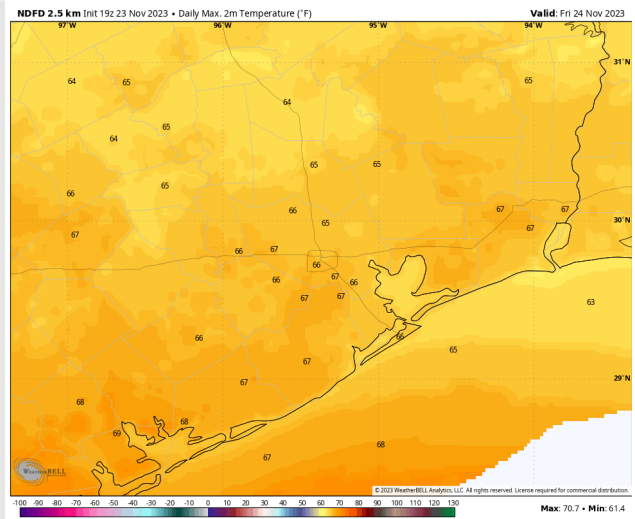 NDFD 2.5 km Init 19z 23 Nov 2023 • Daily Max. 2m Temperature (°F) Valid: Fri 24 Nov 2023
97°W 96°W 95°W 94°W
31°N
64 65 65
64
65
64
65 65
65
66
66 67 67
65
67 67
30°N
67
66
66
67
66 66
67
67
63
66
66
65
67
29°N
67
68
68
69
68
67
WeatherBELL
© 2023 WeatherBELL Analytics, LLC. All rights reserved. License required for commercial distribution.
-100 -90 -80 -70 -60 -50 -40 -30 -20 -10 0 10 20 30 40 50 60 70 80 90 100 110 120 130
Max: 70.7 • Min: 61.4